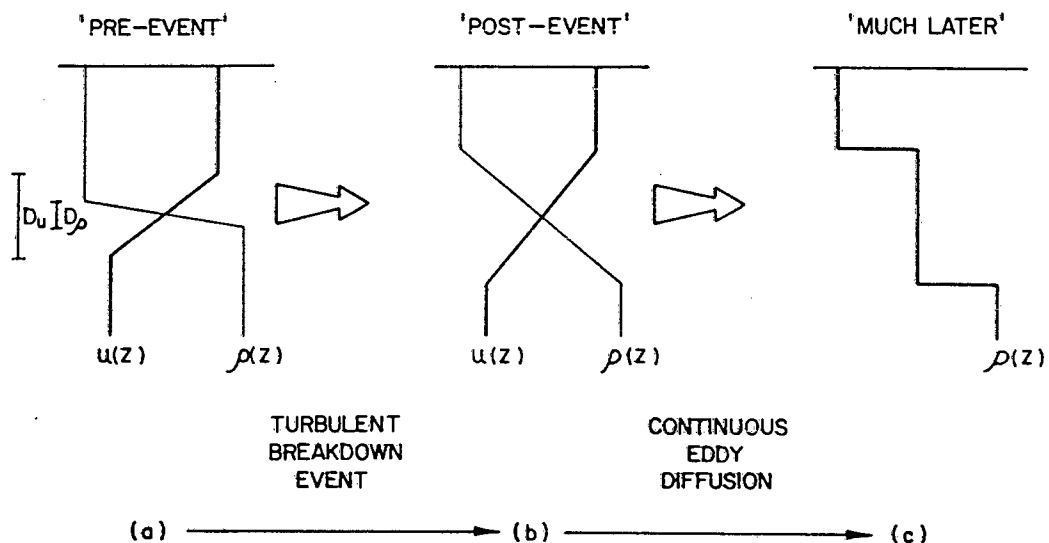 'PRE-EVENT'
'POST-EVENT'
'MUCH LATER'
Du
Dρ
u(z)
ρ(z)
u(z)
ρ(z)
ρ(z)
TURBULENT
BREAKDOWN
EVENT
CONTINUOUS
EDDY
DIFFUSION
(a)
(b)
(c)